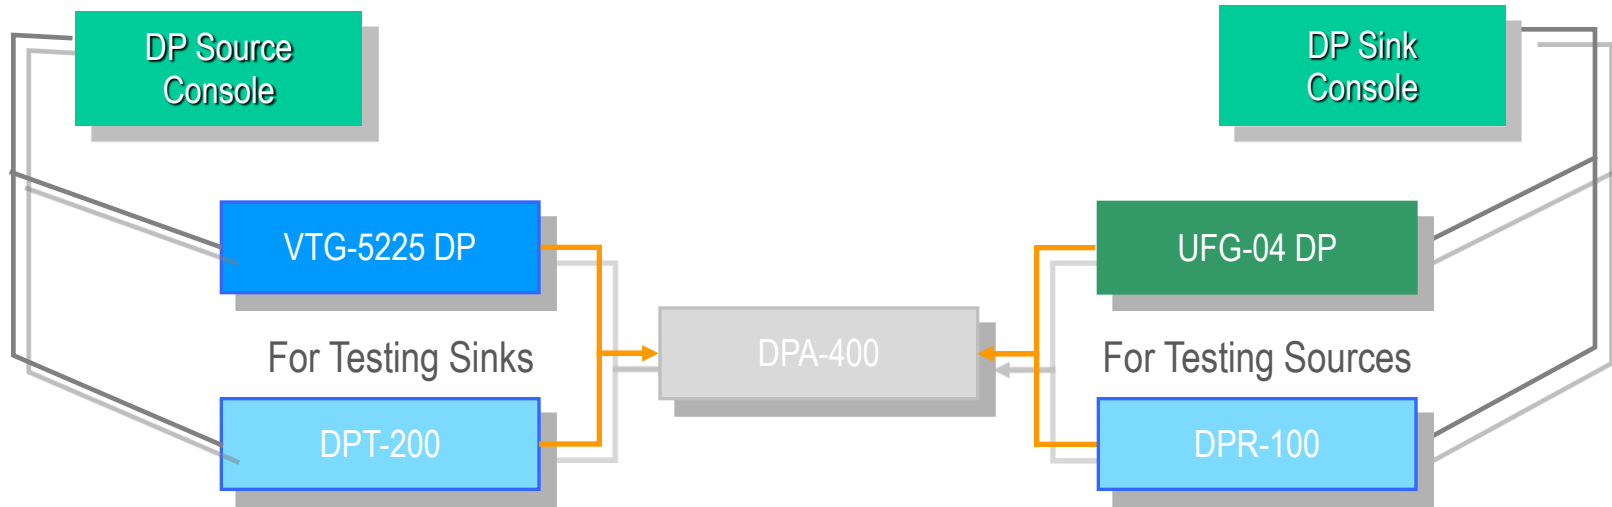 DP Source
Console
DP Sink
Console
VTG-5225 DP
UFG-04 DP
For Testing Sinks
DPA-400
For Testing Sources
DPT-200
DPR-100